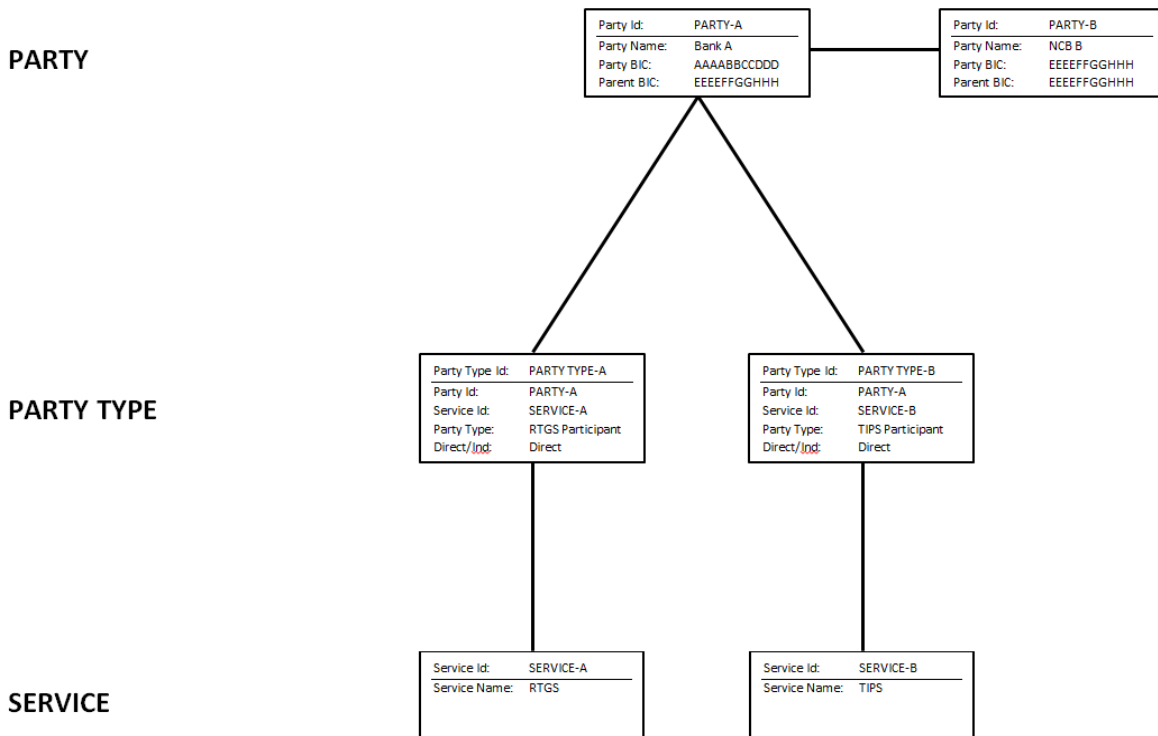 PARTY
Party Id: PARTY-A
Party Name: Bank A
Party BIC: AAAABBCCDDD
Parent BIC: EEEEFFGGHHH
Party Id: PARTY-B
Party Name: NCB B
Party BIC: EEEEFFGGHHH
Parent BIC: EEEEFFGGHHH
PARTY TYPE
Party Type Id: PARTY TYPE-A
Party Id: PARTY-A
Service Id: SERVICE-A
Party Type: RTGS Participant
Direct/Ind: Direct
Party Type Id: PARTY TYPE-B
Party Id: PARTY-A
Service Id: SERVICE-B
Party Type: TIPS Participant
Direct/Ind: Direct
SERVICE
Service Id: SERVICE-A
Service Name: RTGS
Service Id: SERVICE-B
Service Name: TIPS